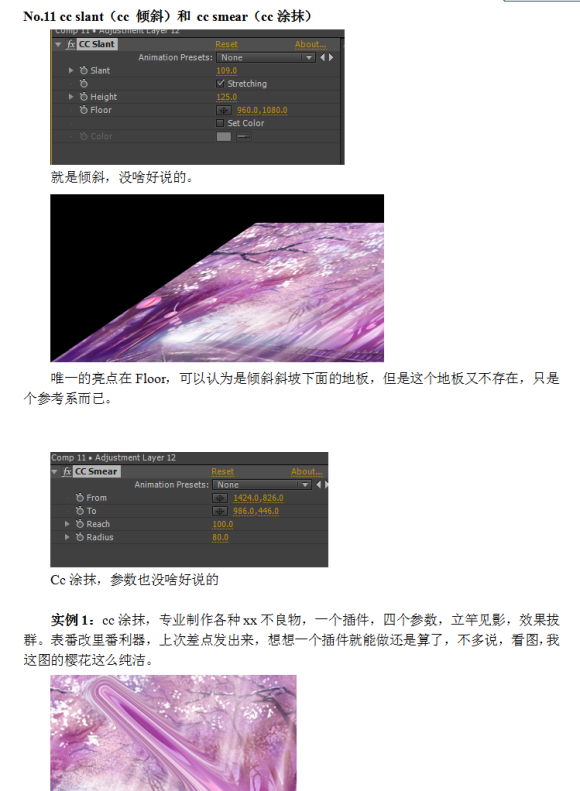 No.11 cc slant（cc 倾斜）和 cc smear（cc 涂抹）
Comp 11 • Adjustment Layer 12
fx CC Slant Reset About...
Animation Presets: None
Slant 109.0
Stretching
Height 125.0
Floor 960.0,1080.0
Set Color
Color
就是倾斜，没啥好说的。
唯一的亮点在 Floor，可以认为是倾斜斜坡下面的地板，但是这个地板又不存在，只是
个参考系而已。
Comp 11 • Adjustment Layer 12
fx CC Smear Reset About...
Animation Presets: None
From 1424.0,826.0
To 986.0,446.0
Reach 100.0
Radius 80.0
Cc 涂抹，参数也没啥好说的
实例 1：cc 涂抹，专业制作各种 xx 不良物，一个插件，四个参数，立竿见影，效果拔
群。表番改里番利器，上次差点发出来，想想一个插件就能做还是算了，不多说，看图，我
这图的樱花这么纯洁。